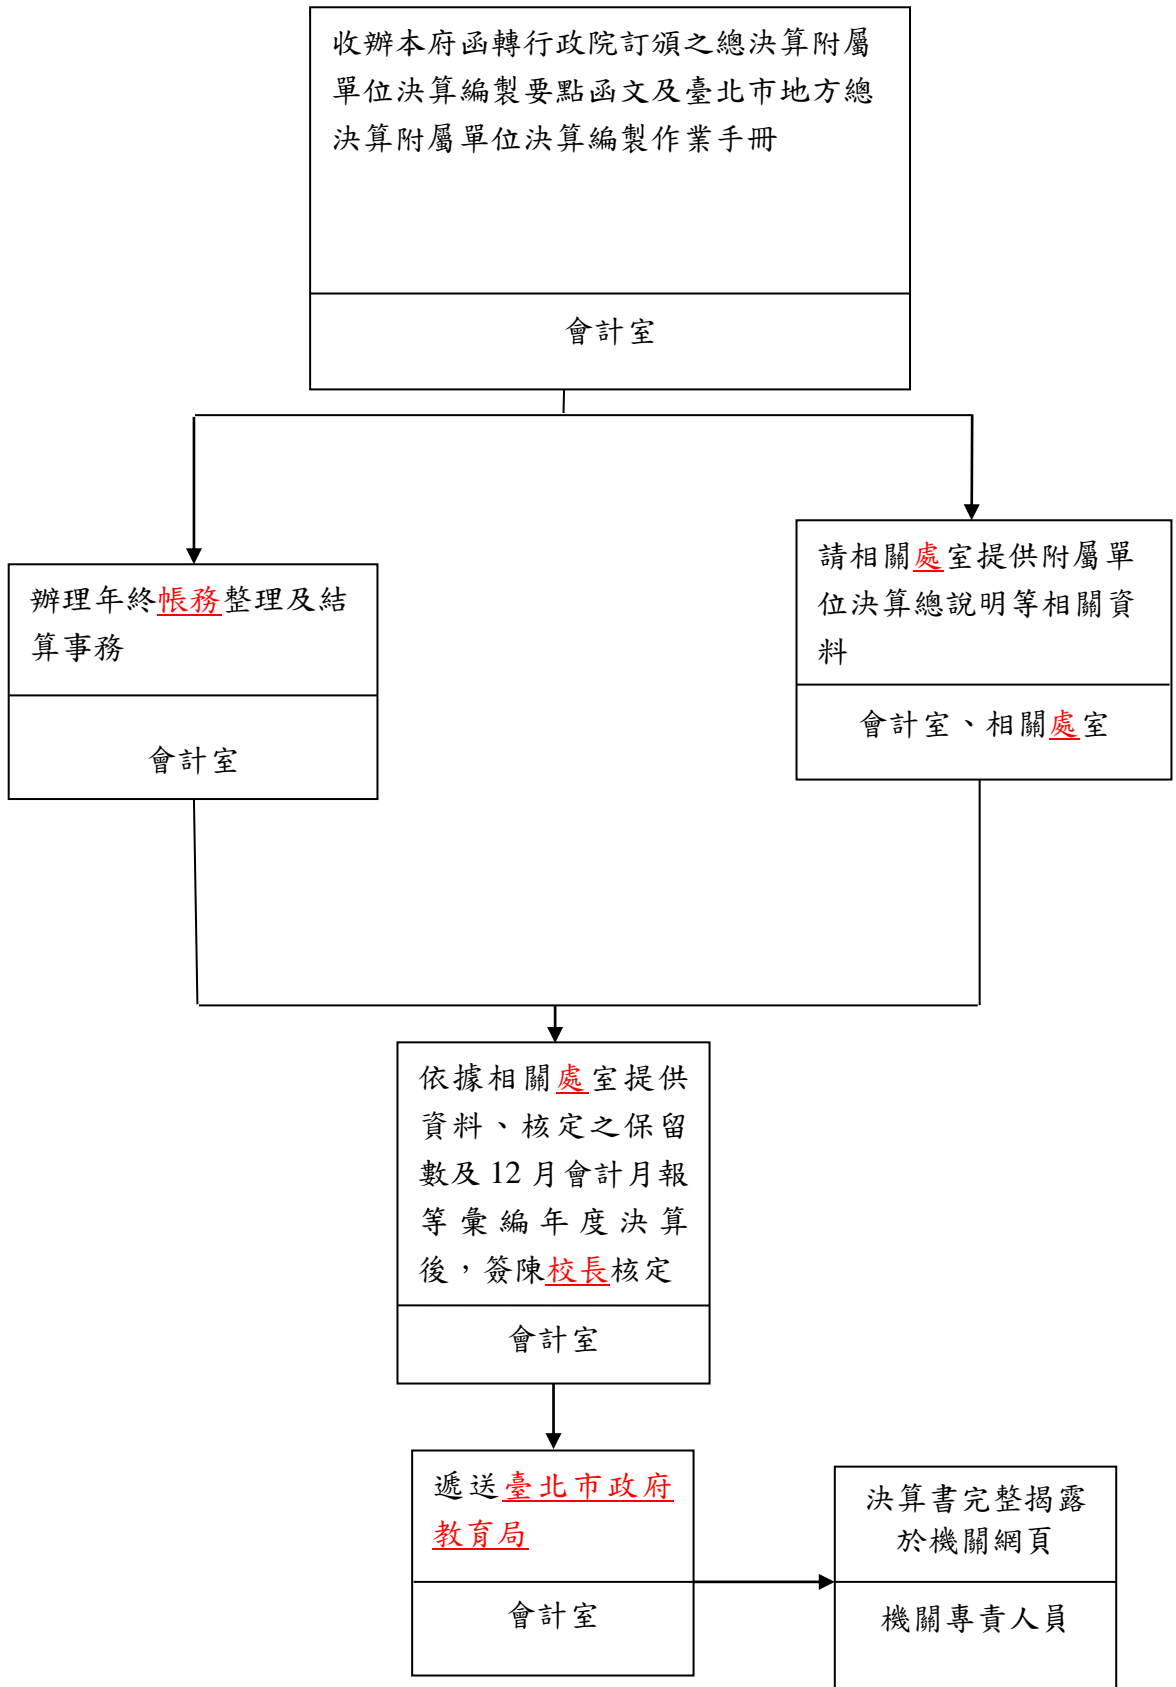 收辦本府函轉行政院訂頒之總決算附屬
單位決算編製要點函文及臺北市地方總
決算附屬單位決算編製作業手冊
會計室
辦理年終帳務整理及結
算事務
會計室
請相關處室提供附屬單
位決算總說明等相關資
料
會計室、相關處室
依據相關處室提供
資料、核定之保留
數及 12 月會計月報
等彙編年度決算
後，簽陳校長核定
會計室
遞送臺北市政府
教育局
會計室
決算書完整揭露
於機關網頁
機關專責人員